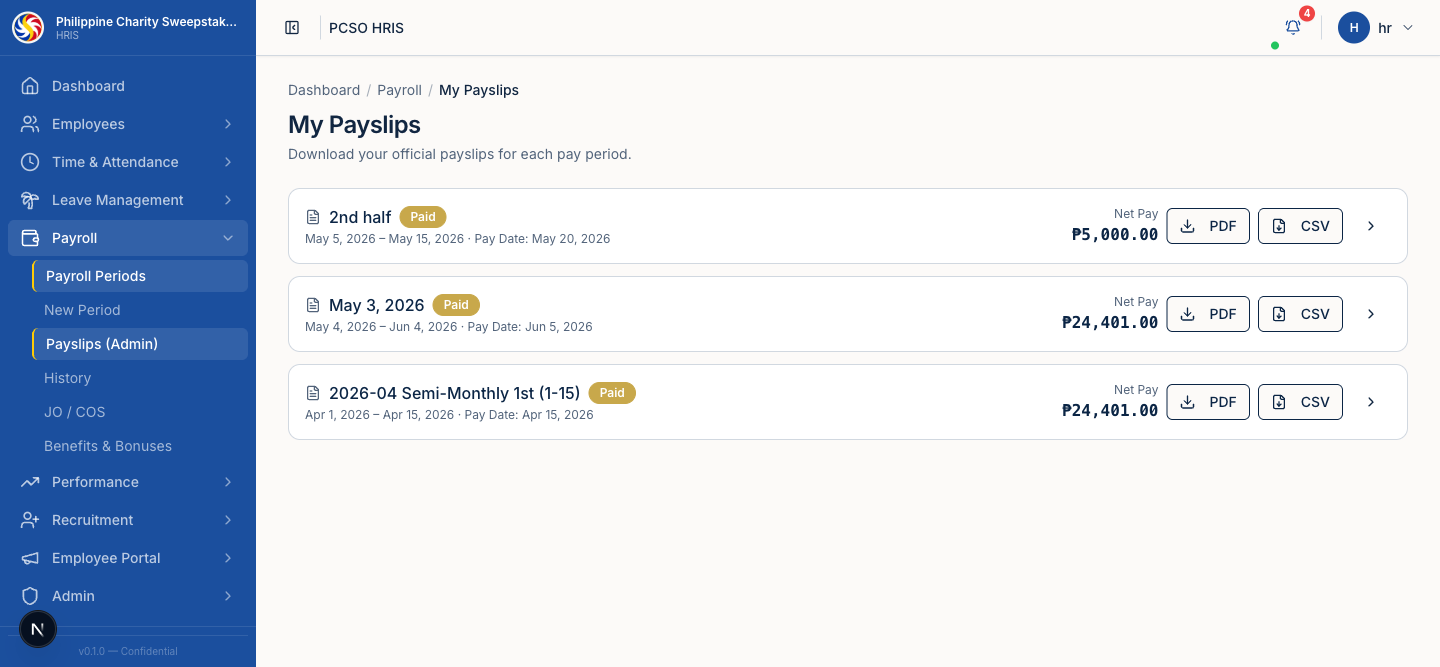 Philippine Charity Sweepstak...
HRIS
Dashboard
Employees
Time & Attendance
Leave Management
Payroll
Payroll Periods
New Period
Payslips (Admin)
History
JO / COS
Benefits & Bonuses
Performance
Recruitment
Employee Portal
Admin
N
v0.1.0 — Confidential
PCSO HRIS
4
H
hr
Dashboard / Payroll / My Payslips
My Payslips
Download your official payslips for each pay period.
2nd half Paid
May 5, 2026 – May 15, 2026 · Pay Date: May 20, 2026
Net Pay
₱5,000.00
PDF
CSV
May 3, 2026 Paid
May 4, 2026 – Jun 4, 2026 · Pay Date: Jun 5, 2026
Net Pay
₱24,401.00
PDF
CSV
2026-04 Semi-Monthly 1st (1-15) Paid
Apr 1, 2026 – Apr 15, 2026 · Pay Date: Apr 15, 2026
Net Pay
₱24,401.00
PDF
CSV